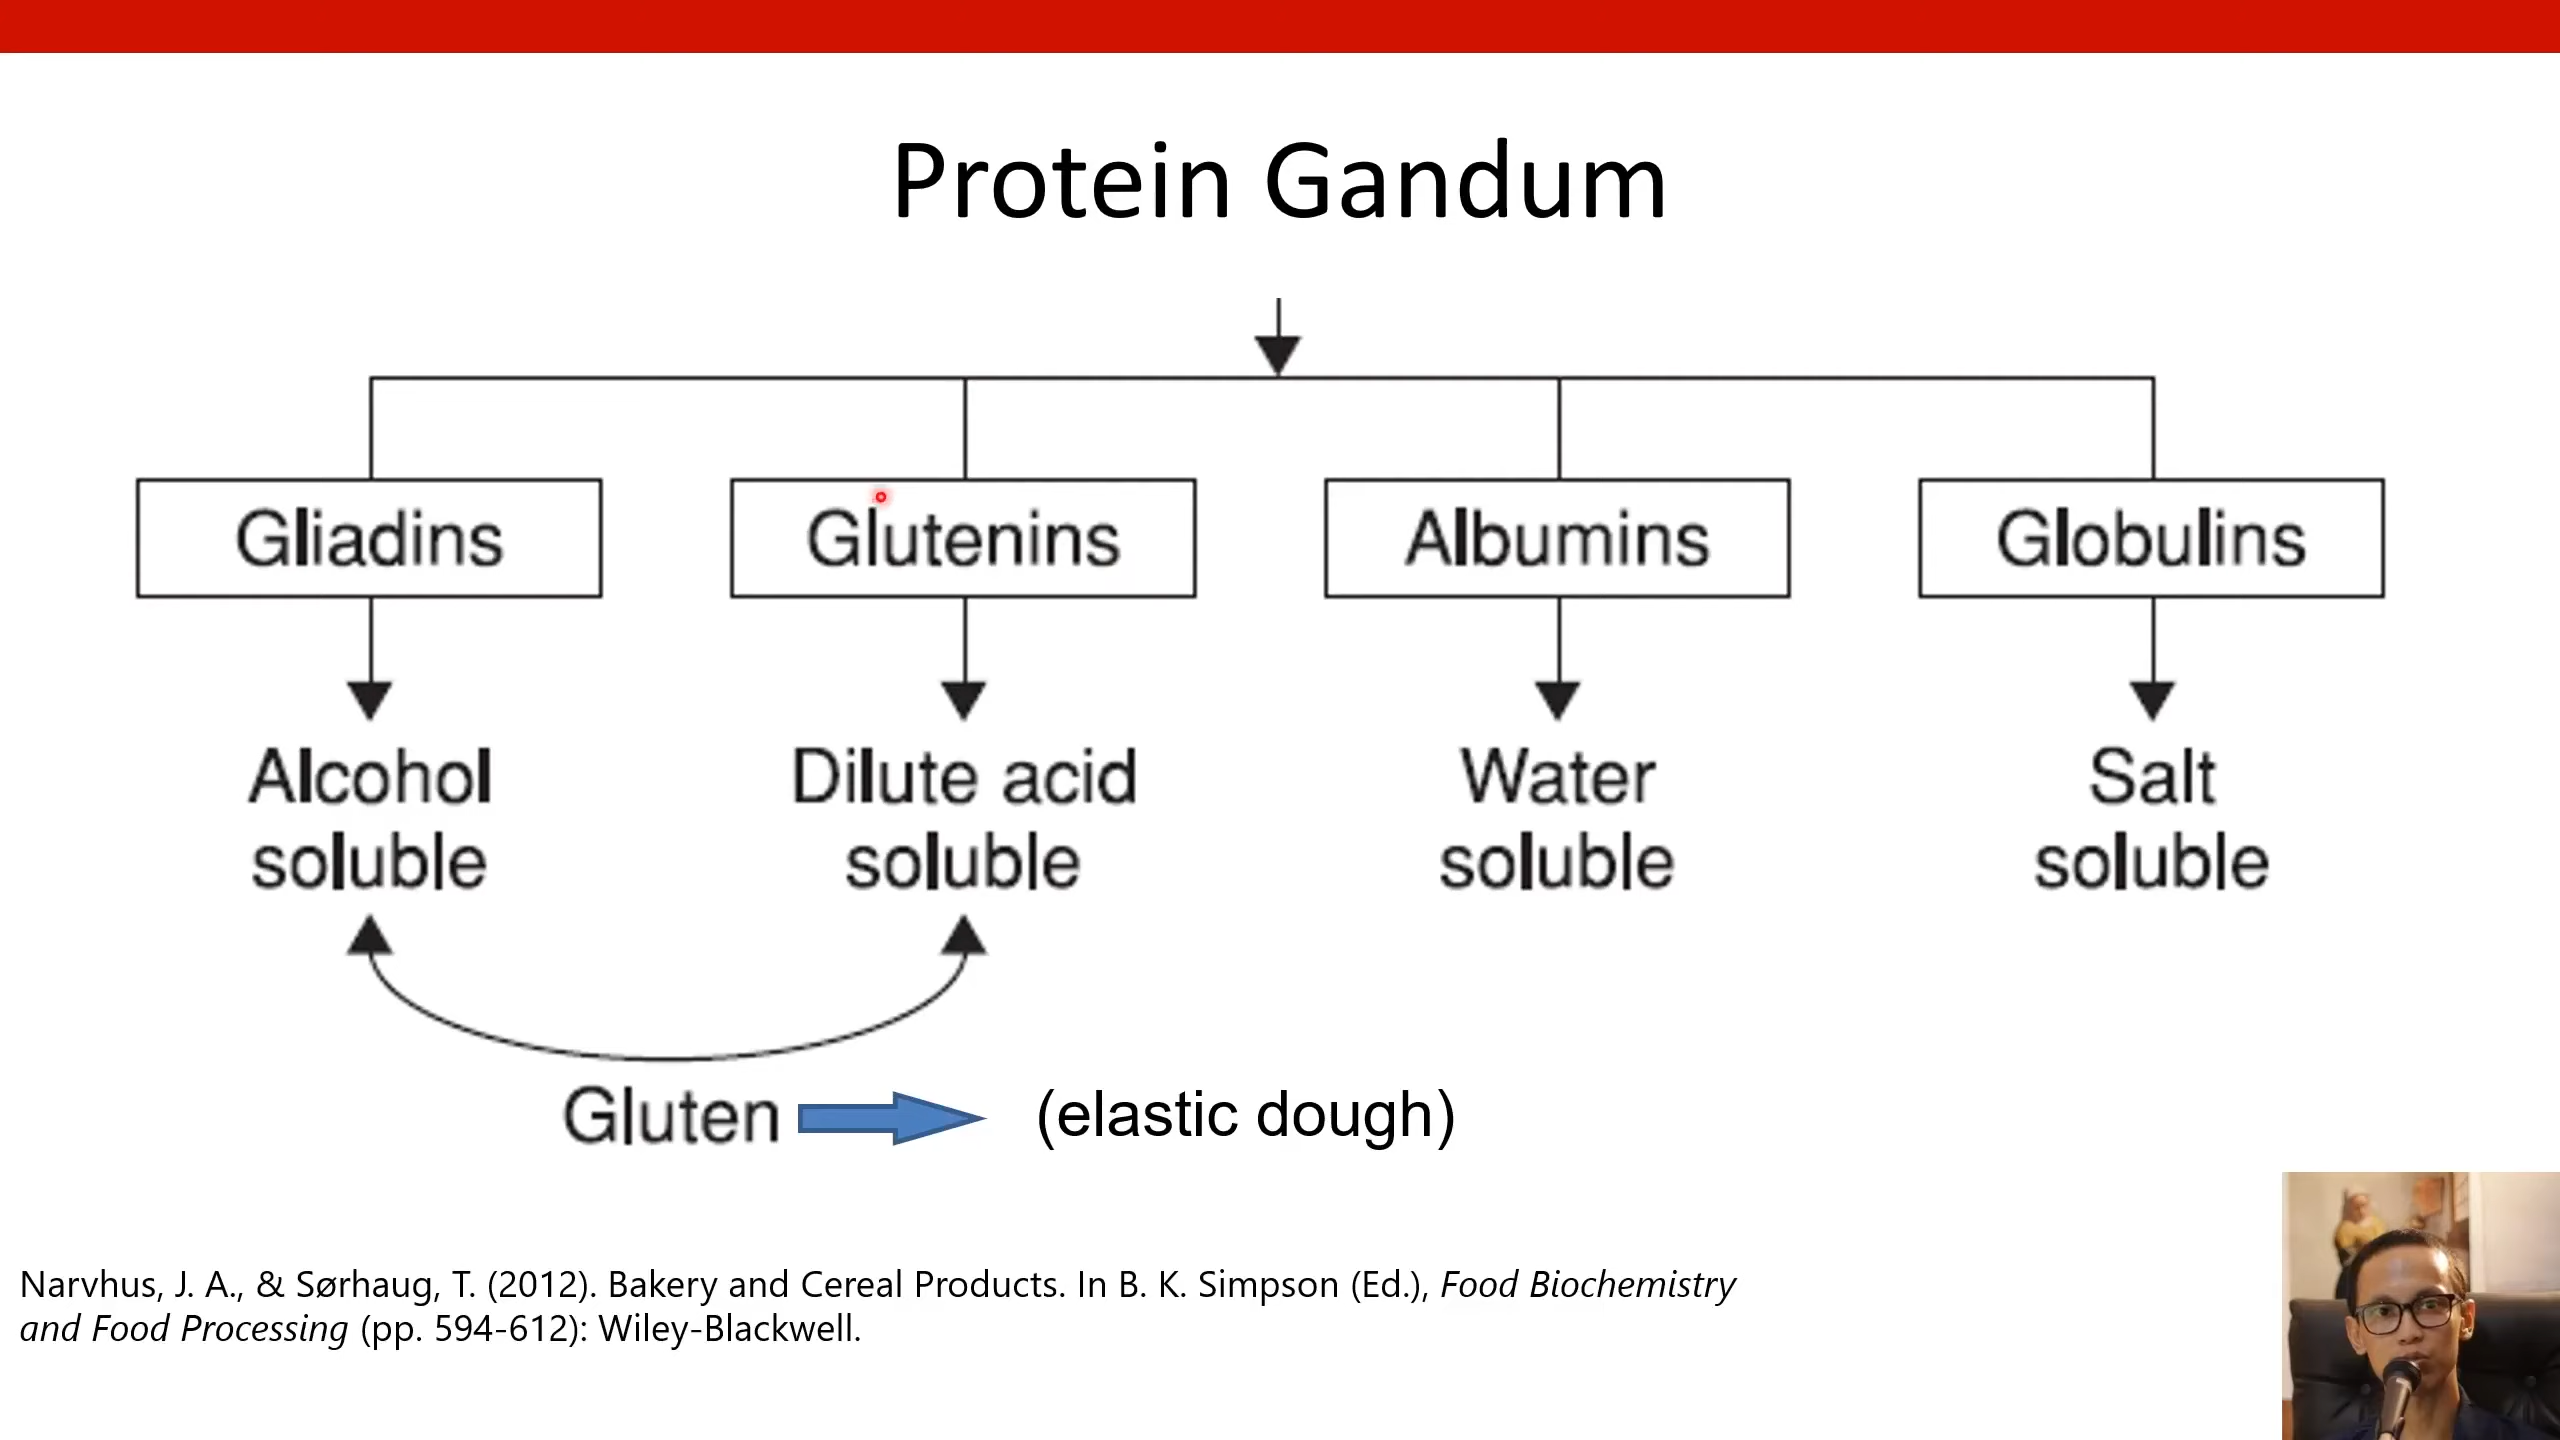 Protein Gandum
Gliadins
Glutenins
Albumins
Globulins
Alcohol
soluble
Dilute acid
soluble
Water
soluble
Salt
soluble
Gluten
(elastic dough)
Narvhus, J. A., & Sørhaug, T. (2012). Bakery and Cereal Products. In B. K. Simpson (Ed.), Food Biochemistry
and Food Processing (pp. 594-612): Wiley-Blackwell.